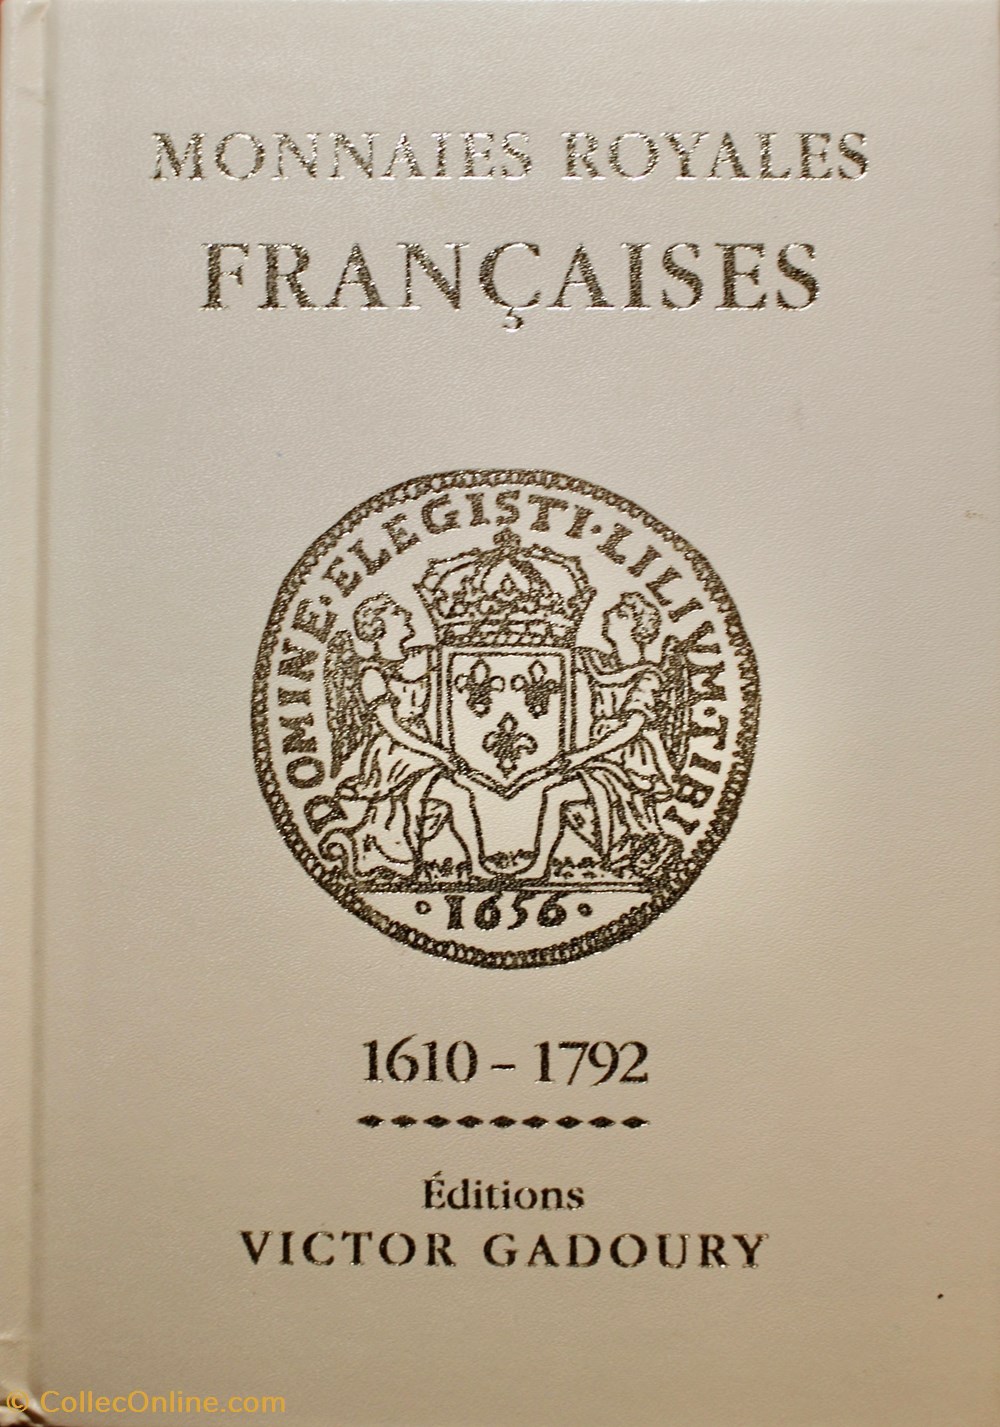 MONNAIES ROYALES
FRANÇAISES
DOMINE·ELEGISTI·LILIVM·TIBI
·1656·
1610 – 1792
Éditions
VICTOR GADOURY
© CollecOnline.com